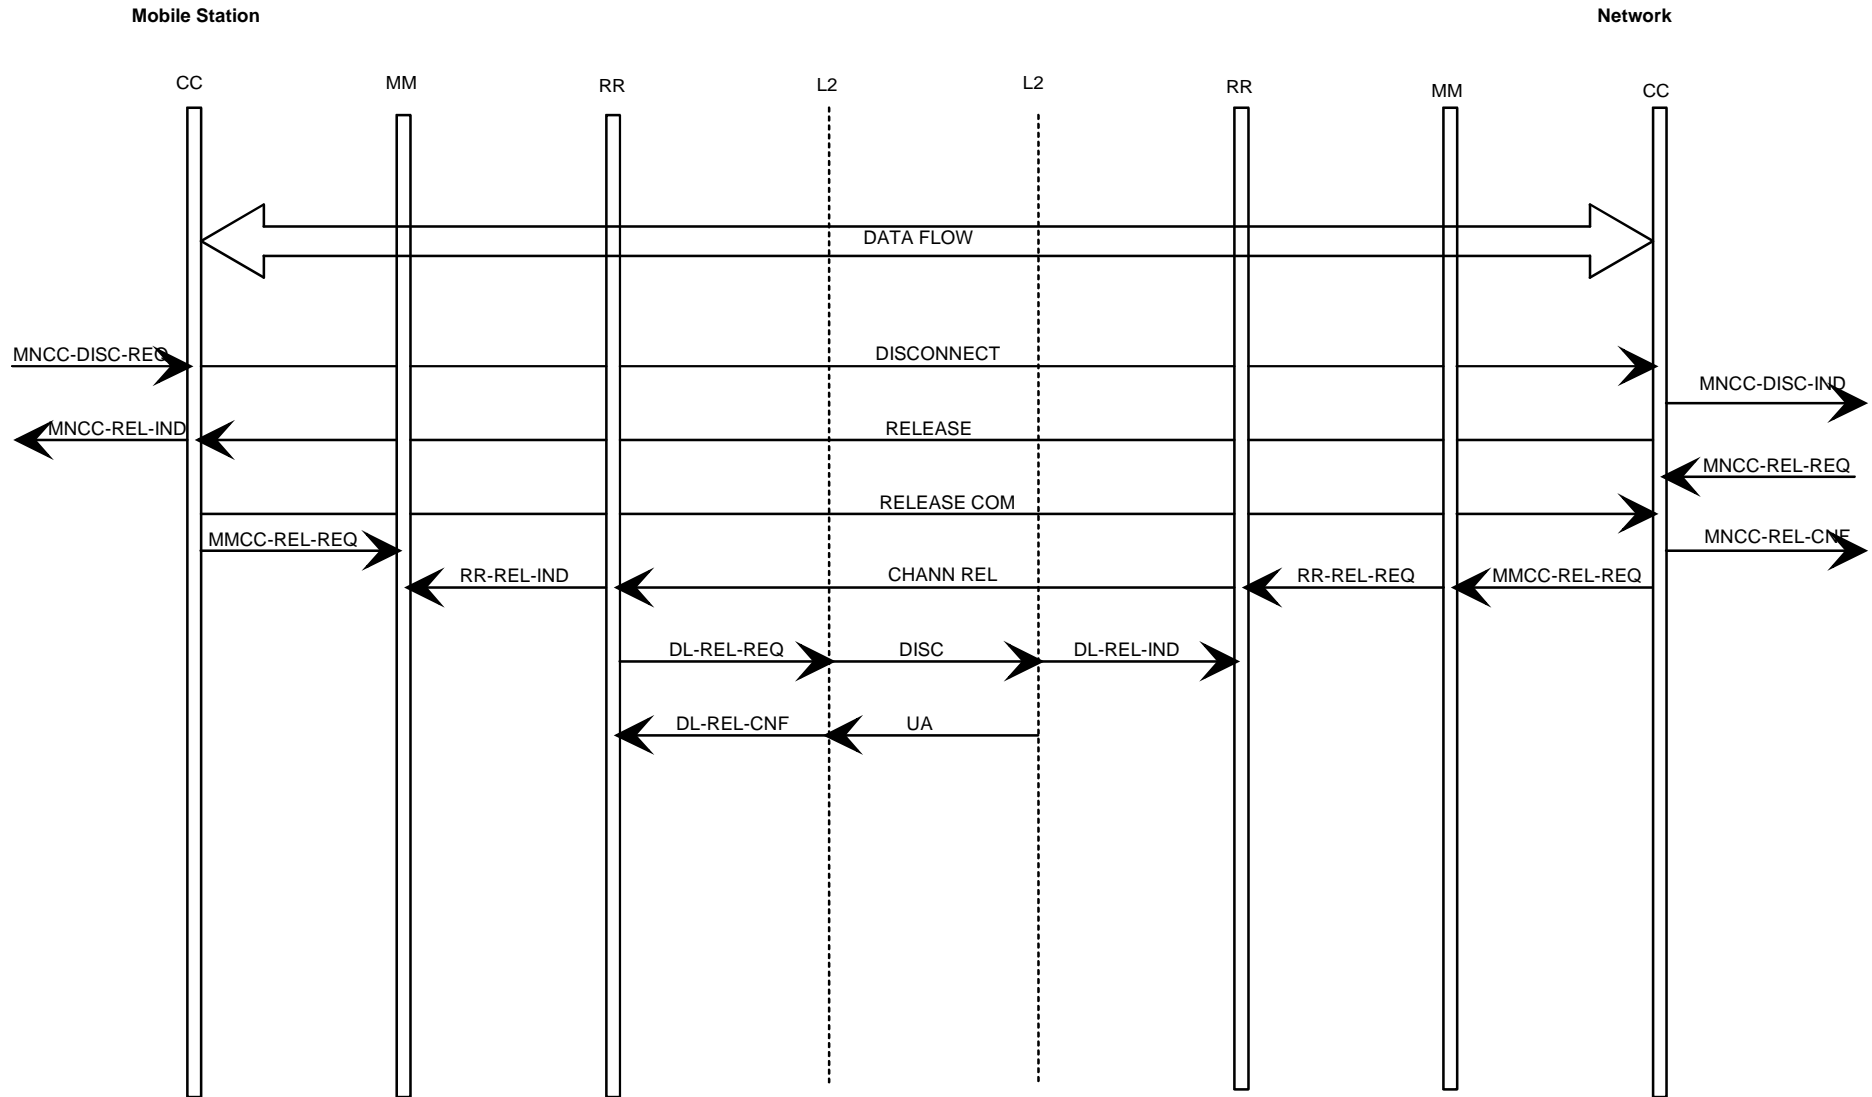 Mobile Station
Network
CC
MM
RR
L2
L2
RR
MM
CC
DATA FLOW
MNCC-DISC-REQ
DISCONNECT
MNCC-DISC-IND
MNCC-REL-IND
RELEASE
MNCC-REL-REQ
RELEASE COM
MMCC-REL-REQ
MNCC-REL-CNF
RR-REL-IND
CHANN REL
RR-REL-REQ
MMCC-REL-REQ
DL-REL-REQ
DISC
DL-REL-IND
DL-REL-CNF
UA